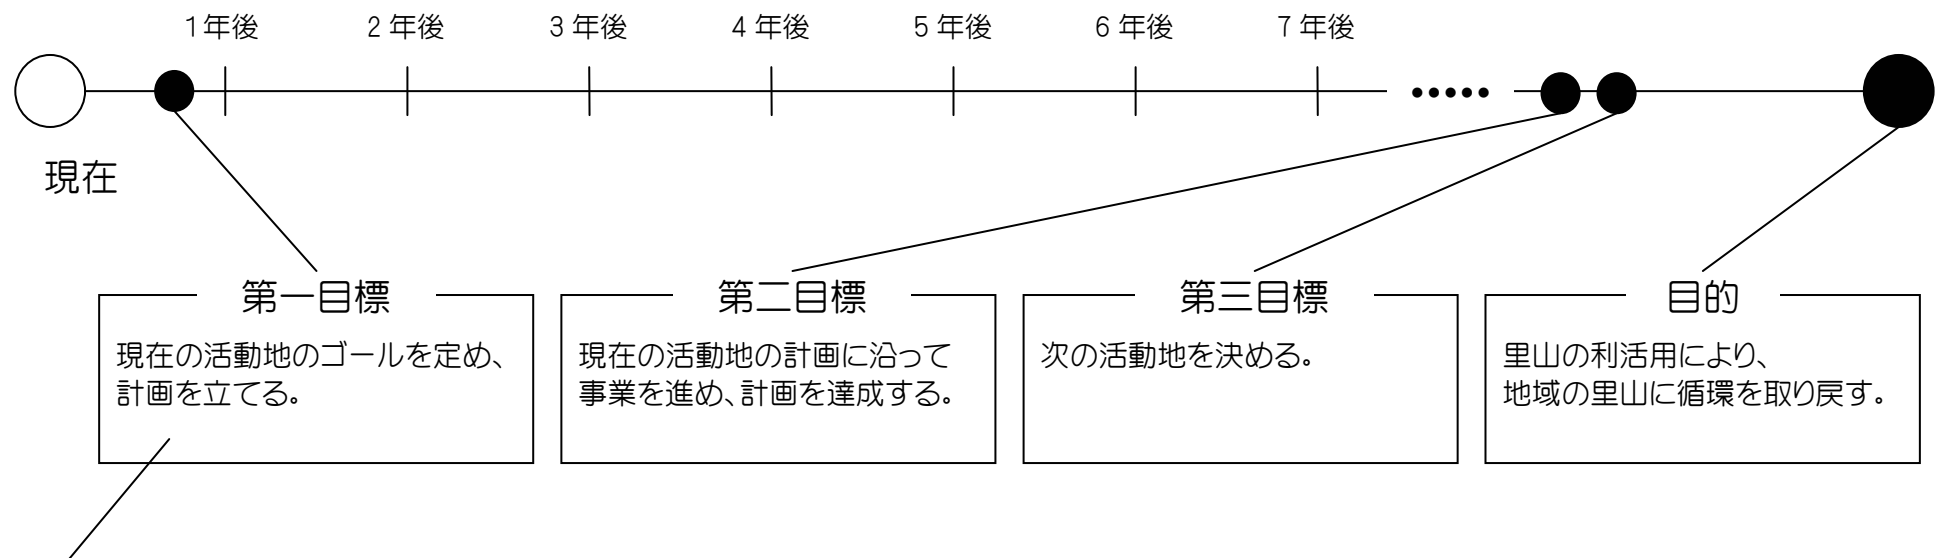 1年後 2年後 3年後 4年後 5年後 6年後 7年後
現在
第一目標
現在の活動地のゴールを定め、
計画を立てる。
第二目標
現在の活動地の計画に沿って
事業を進め、計画を達成する。
第三目標
次の活動地を決める。
目的
里山の利活用により、
地域の里山に循環を取り戻す。